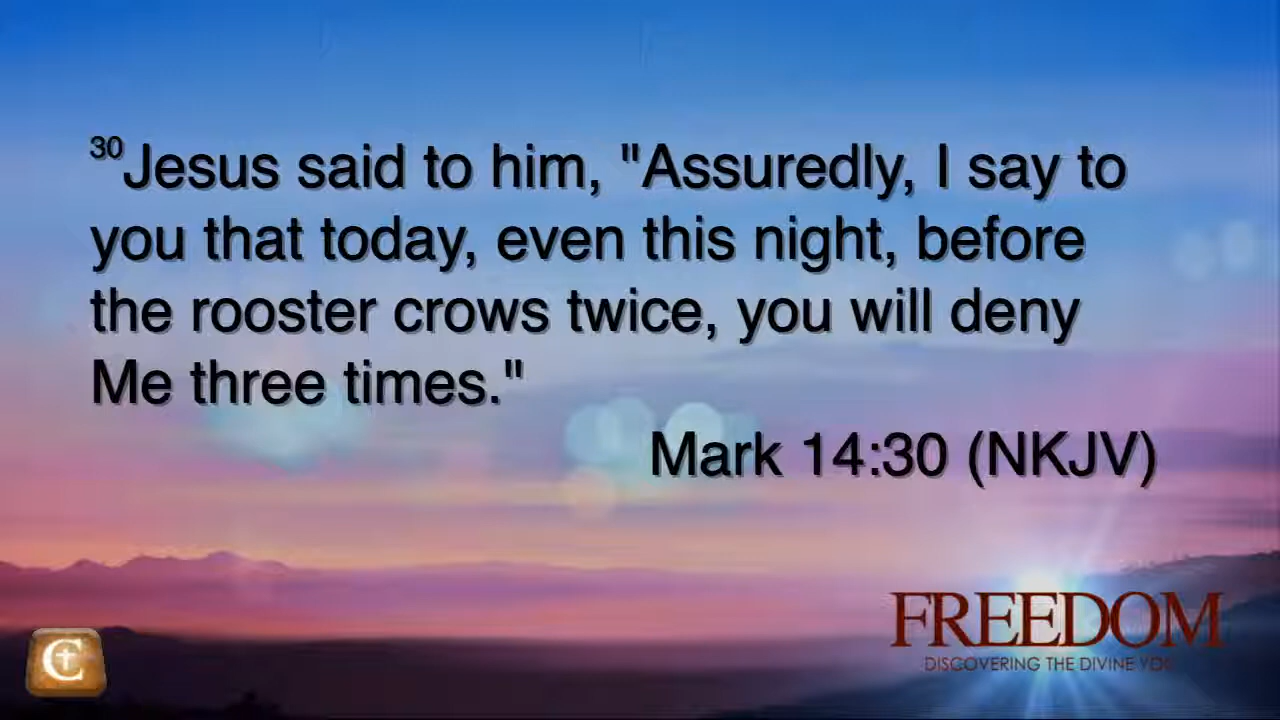 30Jesus said to him, "Assuredly, I say to
you that today, even this night, before
the rooster crows twice, you will deny
Me three times."
Mark 14:30 (NKJV)
FREEDOM
DISCOVERING THE DIVINE YOU
C